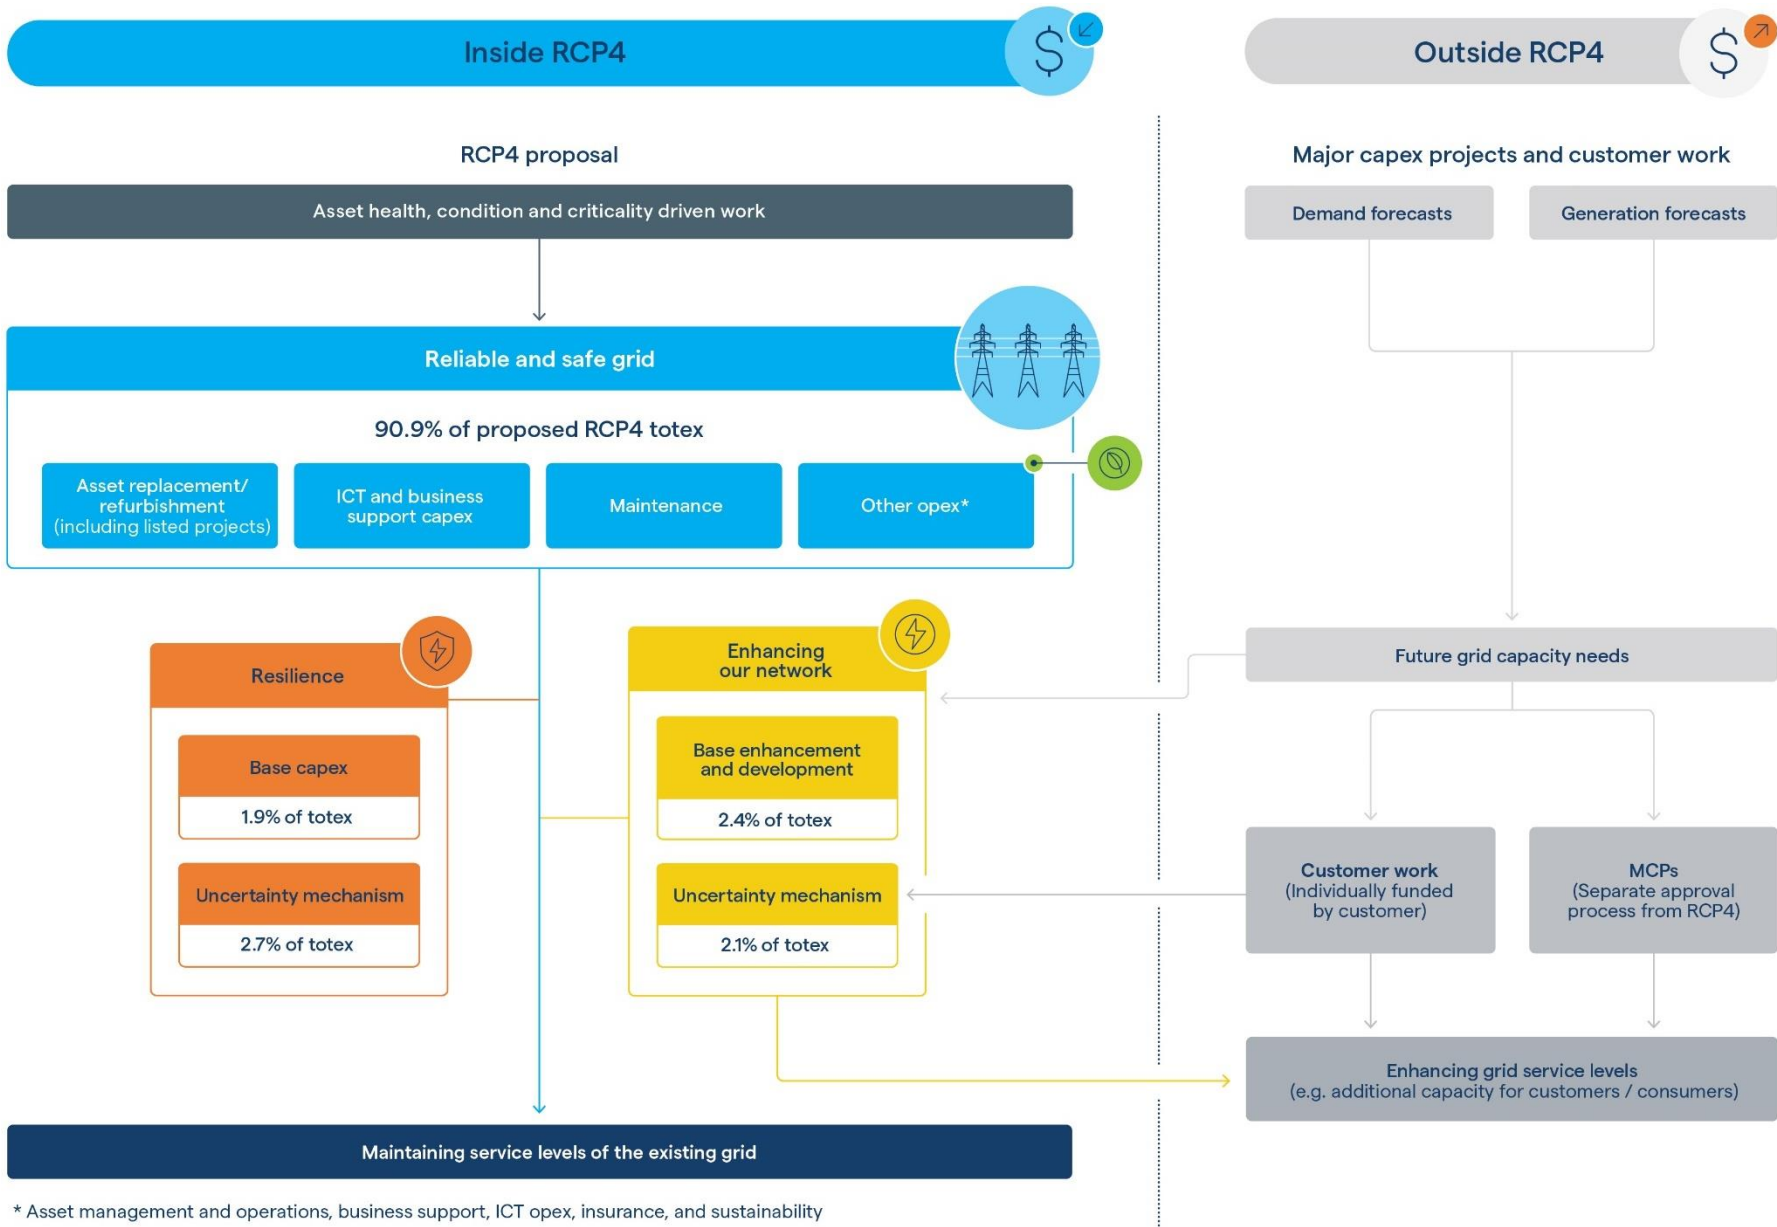 Inside RCP4
$
Outside RCP4
$
RCP4 proposal
Asset health, condition and criticality driven work
Reliable and safe grid
90.9% of proposed RCP4 totex
Asset replacement/
refurbishment
(including listed projects)
ICT and business
support capex
Maintenance
Other opex*
Resilience
Base capex
1.9% of totex
Uncertainty mechanism
2.7% of totex
Enhancing
our network
Base enhancement
and development
2.4% of totex
Uncertainty mechanism
2.1% of totex
Maintaining service levels of the existing grid
* Asset management and operations, business support, ICT opex, insurance, and sustainability
Major capex projects and customer work
Demand forecasts
Generation forecasts
Future grid capacity needs
Customer work
(Individually funded
by customer)
MCPs
(Separate approval
process from RCP4)
Enhancing grid service levels
(e.g. additional capacity for customers / consumers)